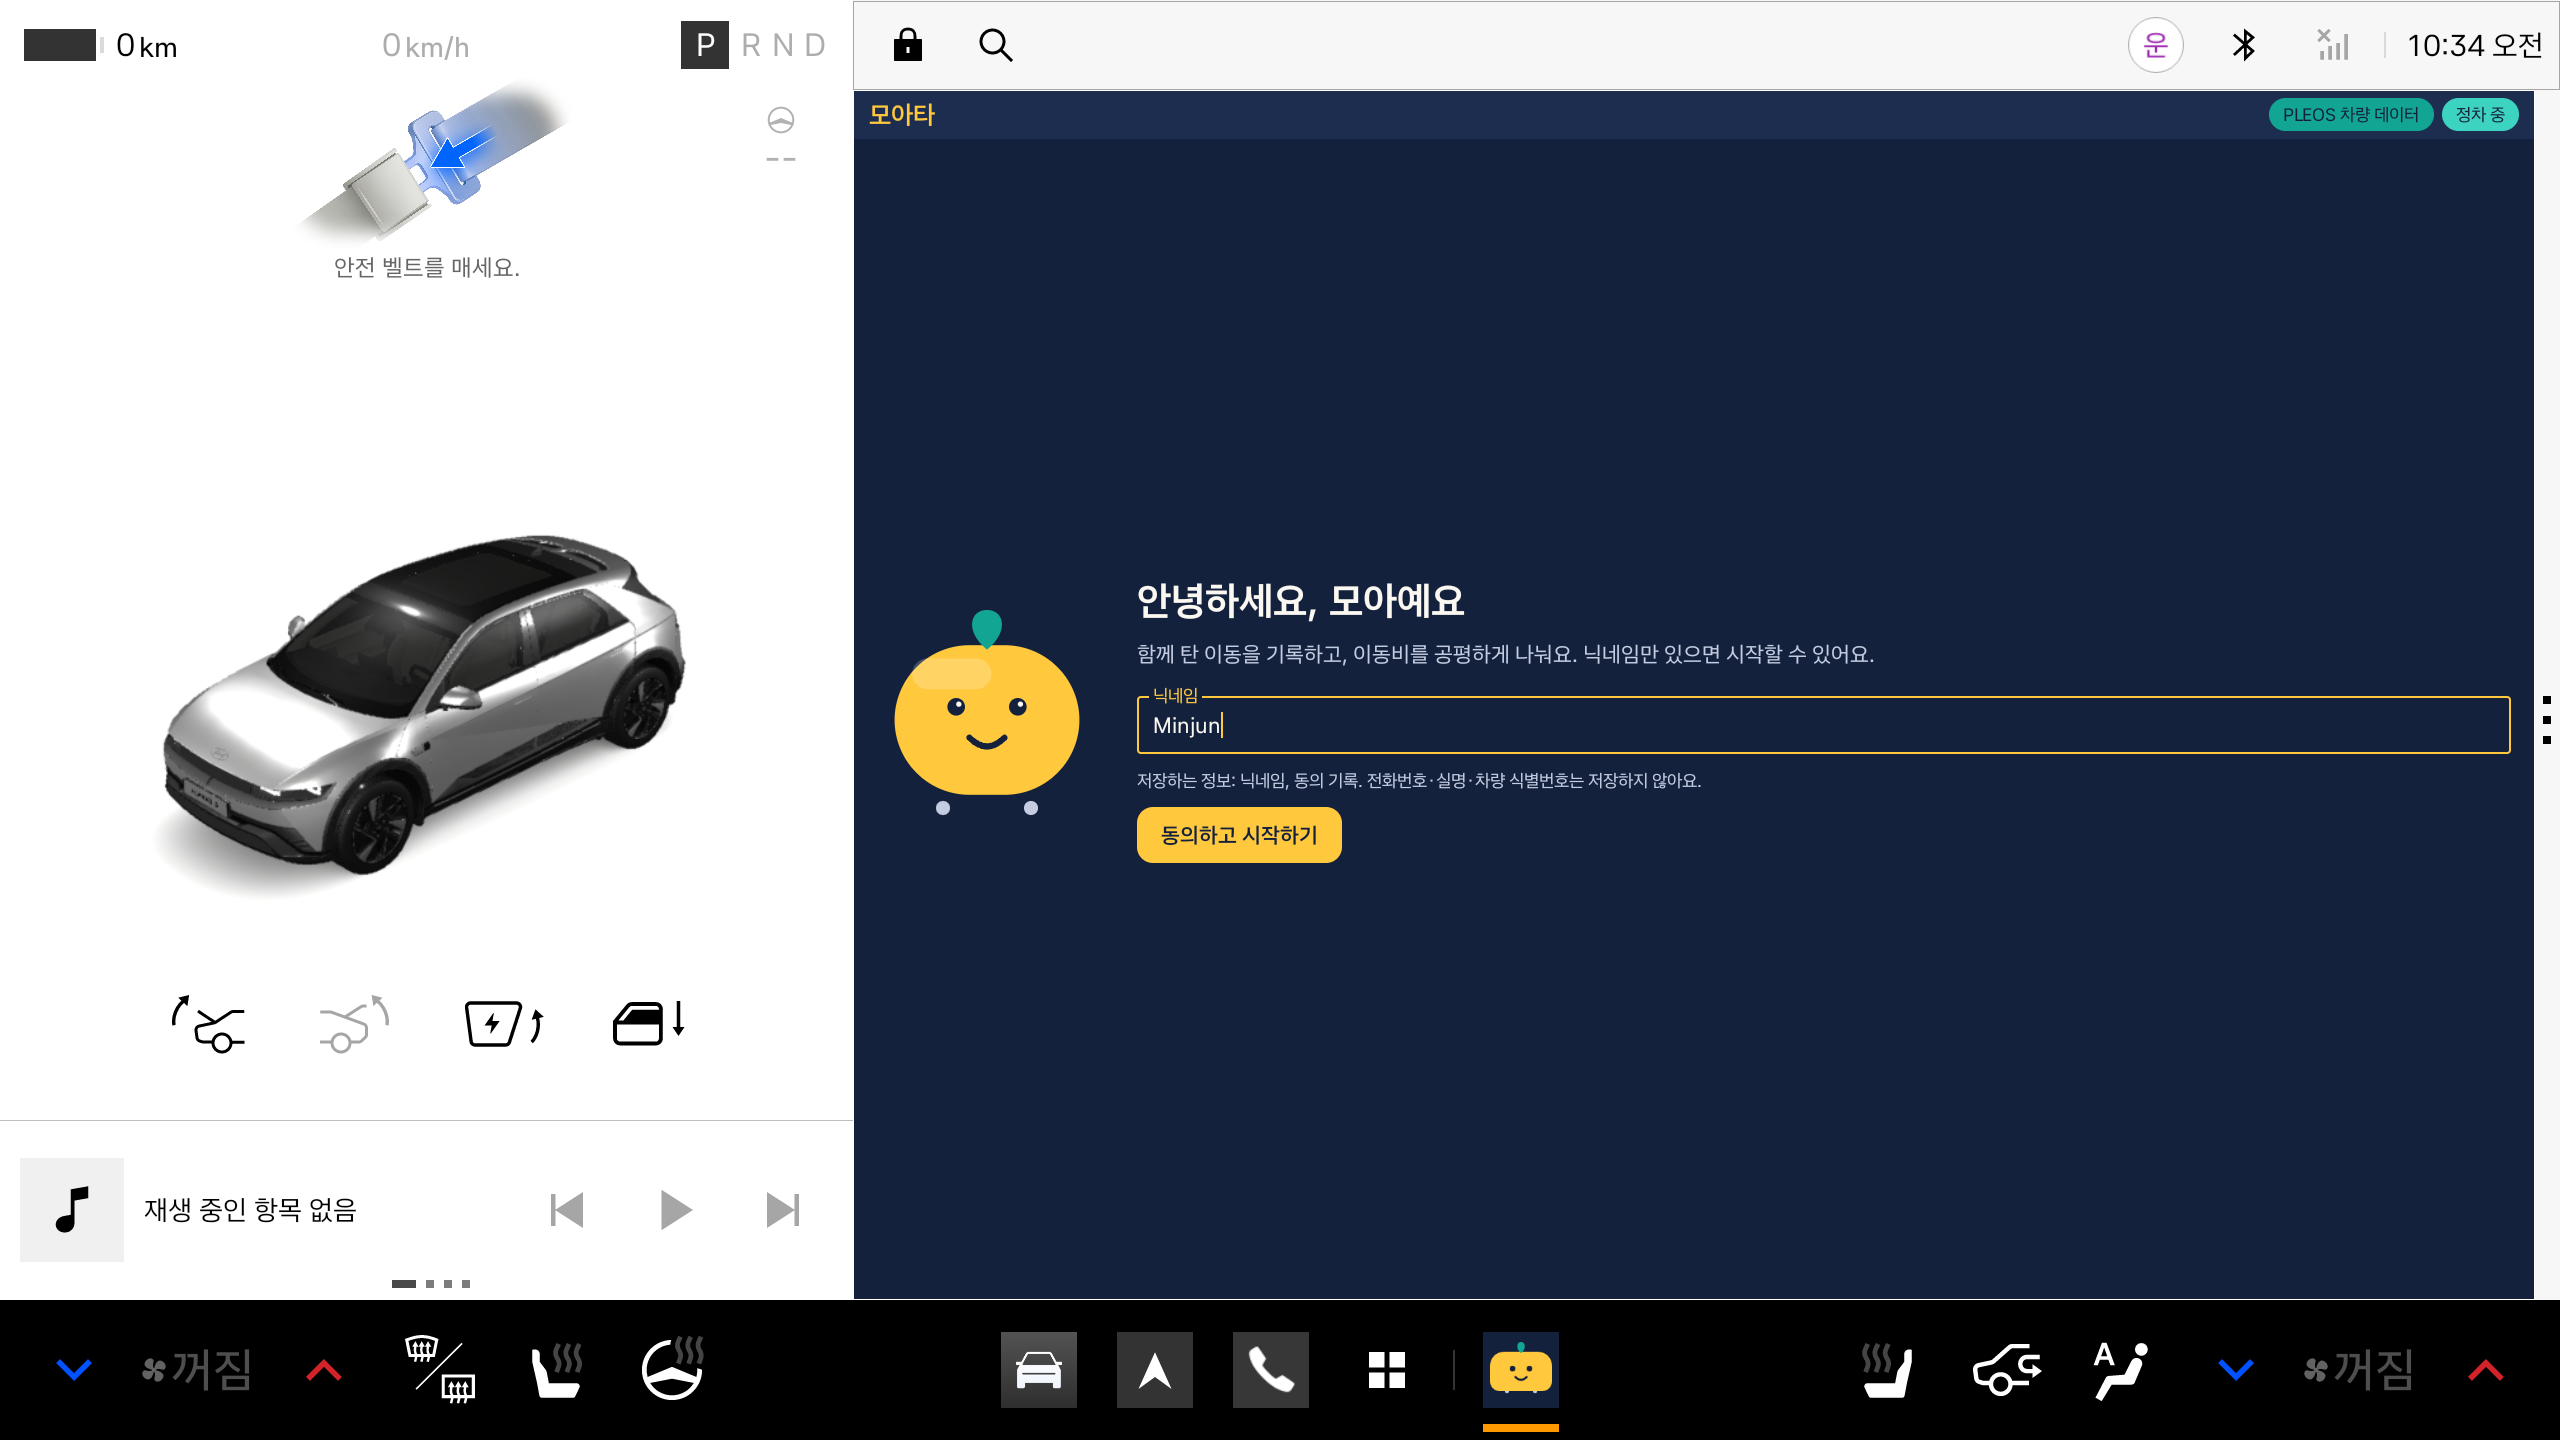 0 km
0 km/h
P R N D
안전 벨트를 매세요.
재생 중인 항목 없음
운
10:34 오전
모아타
PLEOS 차량 데이터
정차 중
안녕하세요, 모아예요
함께 탄 이동을 기록하고, 이동비를 공평하게 나눠요. 닉네임만 있으면 시작할 수 있어요.
닉네임
Minjun
저장하는 정보: 닉네임, 동의 기록. 전화번호·실명·차량 식별번호는 저장하지 않아요.
동의하고 시작하기
꺼짐
A
꺼짐